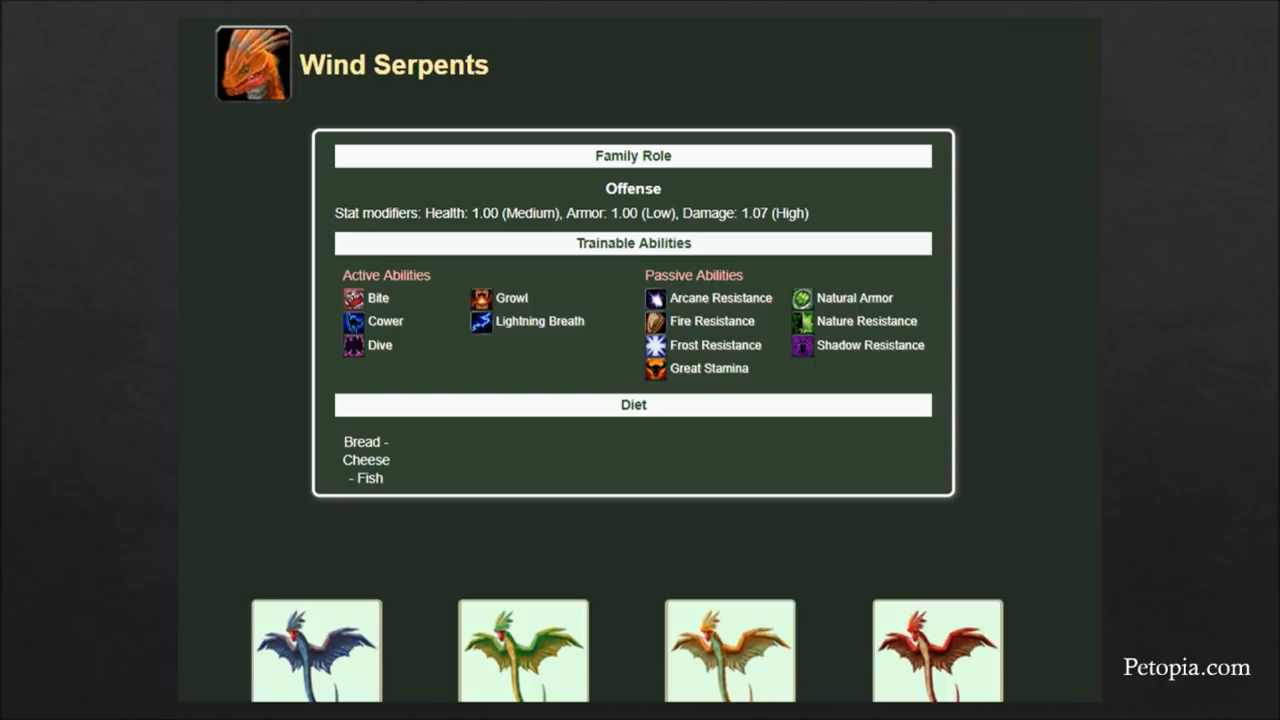 Wind Serpents
Family Role
Offense
Stat modifiers: Health: 1.00 (Medium), Armor: 1.00 (Low), Damage: 1.07 (High)
Trainable Abilities
Active Abilities
Bite
Cower
Dive
Growl
Lightning Breath
Passive Abilities
Arcane Resistance
Fire Resistance
Frost Resistance
Great Stamina
Natural Armor
Nature Resistance
Shadow Resistance
Diet
Bread -
Cheese
- Fish
Petopia.com